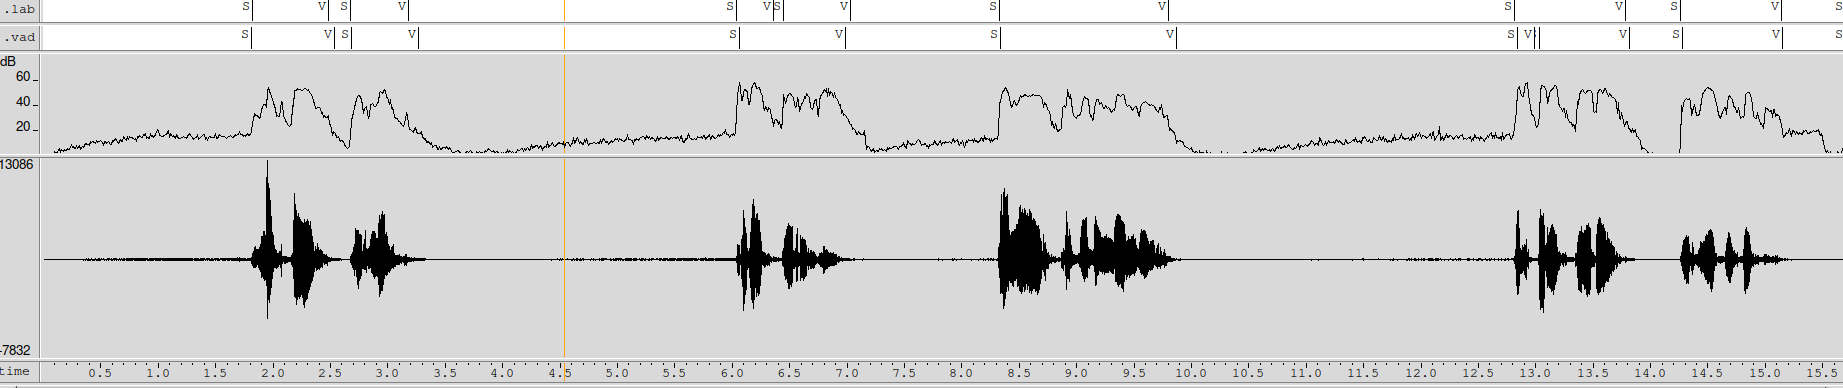 .lab S V S V S V S V S V S V S V S
.vad S V S V S V S V S V S V S V S
dB
60
40
20
13086
-7832
time 0.5 1.0 1.5 2.0 2.5 3.0 3.5 4.0 4.5 5.0 5.5 6.0 6.5 7.0 7.5 8.0 8.5 9.0 9.5 10.0 10.5 11.0 11.5 12.0 12.5 13.0 13.5 14.0 14.5 15.0 15.5